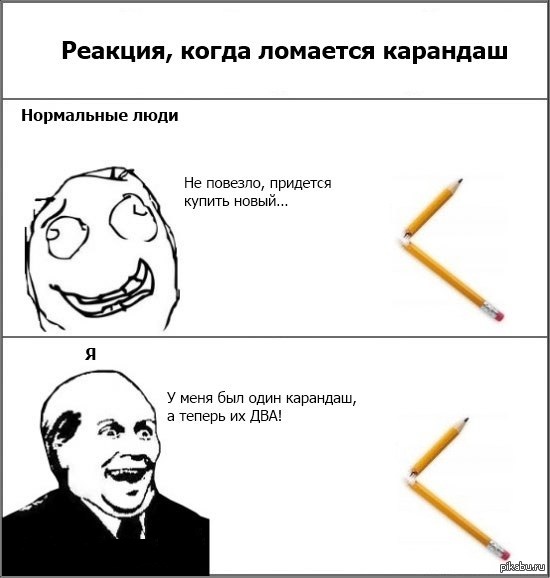 Реакция, когда ломается карандаш
Нормальные люди
Не повезло, придется
купить новый...
Я
У меня был один карандаш,
а теперь их ДВА!
pikabu.ru